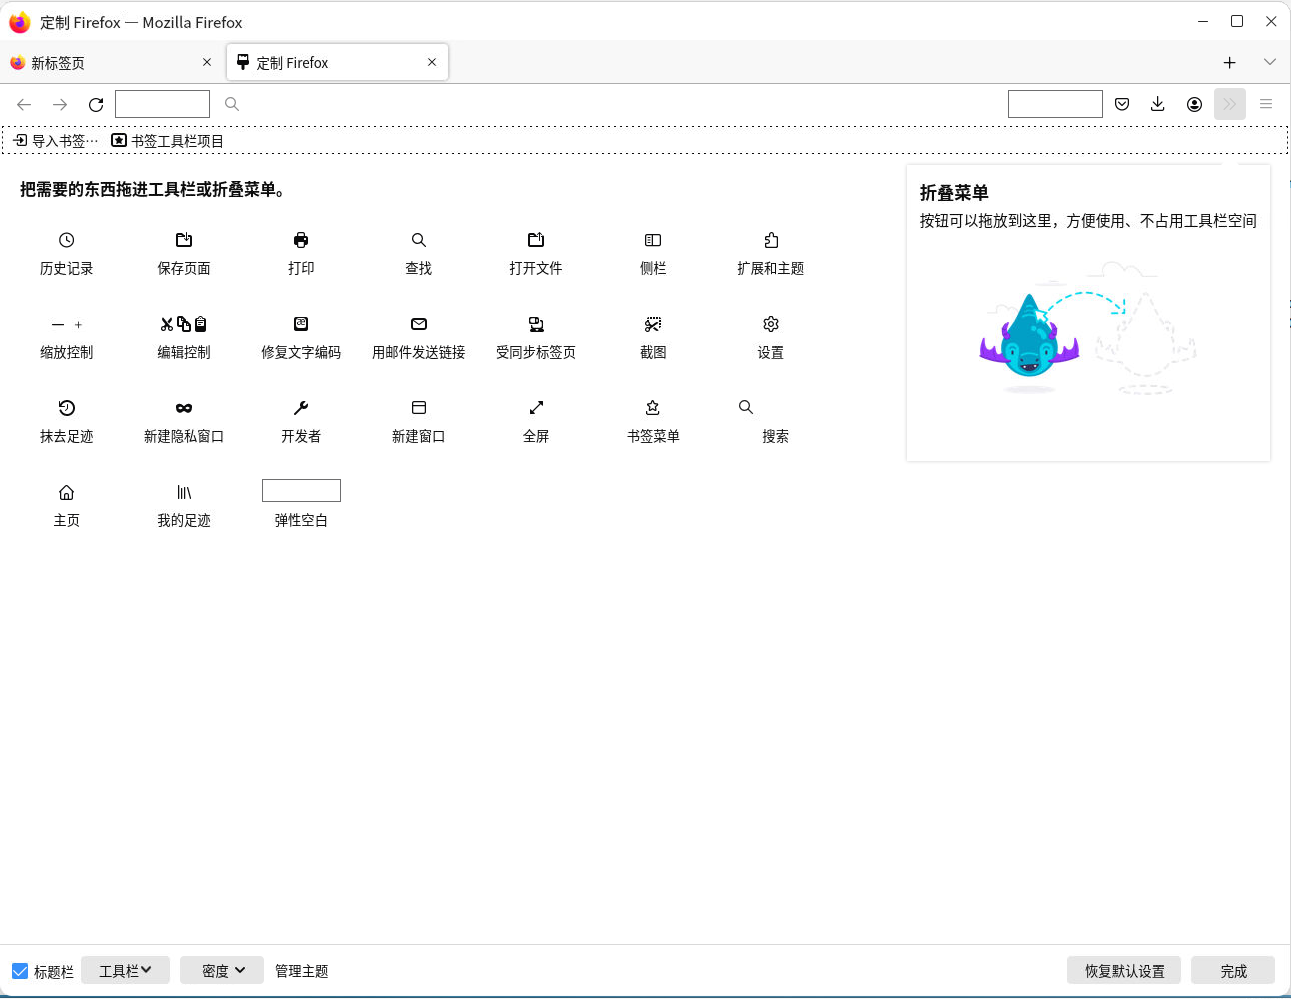 定制 Firefox — Mozilla Firefox
新标签页
定制 Firefox
导入书签…
书签工具栏项目
把需要的东西拖进工具栏或折叠菜单。
历史记录 保存页面 打印 查找 打开文件 侧栏 扩展和主题
缩放控制 编辑控制 修复文字编码 用邮件发送链接 受同步标签页 截图 设置
抹去足迹 新建隐私窗口 开发者 新建窗口 全屏 书签菜单 搜索
主页 我的足迹 弹性空白
折叠菜单
按钮可以拖放到这里，方便使用、不占用工具栏空间
标题栏 工具栏 密度 管理主题 恢复默认设置 完成